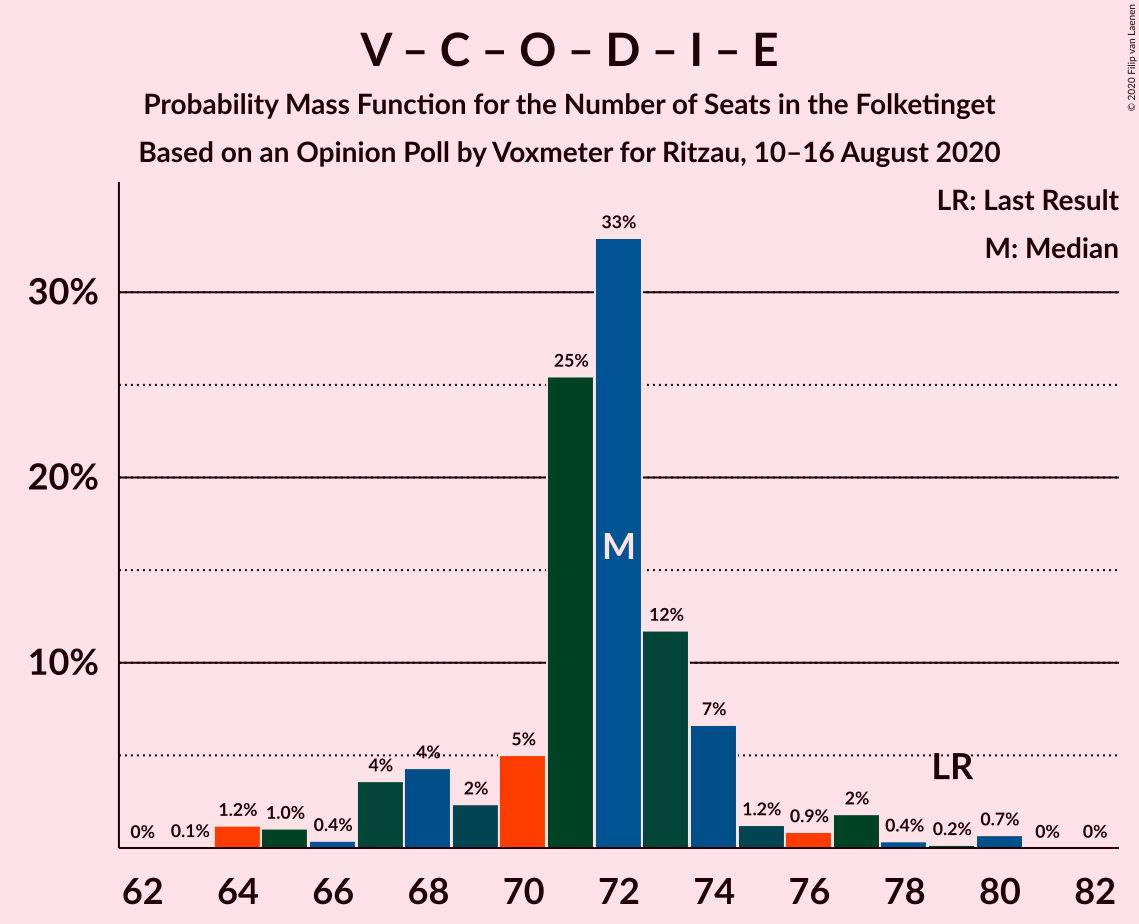 V – C – O – D – I – E
Probability Mass Function for the Number of Seats in the Folketinget
Based on an Opinion Poll by Voxmeter for Ritzau, 10–16 August 2020
© 2020 Filip van Laenen
LR: Last Result
M: Median
30%
20%
10%
0%
0.1%
1.2%
1.0%
0.4%
4%
4%
2%
5%
25%
33%
12%
7%
1.2%
0.9%
2%
0.4%
0.2%
0.7%
0%
0%
M
LR
62 64 66 68 70 72 74 76 78 80 82